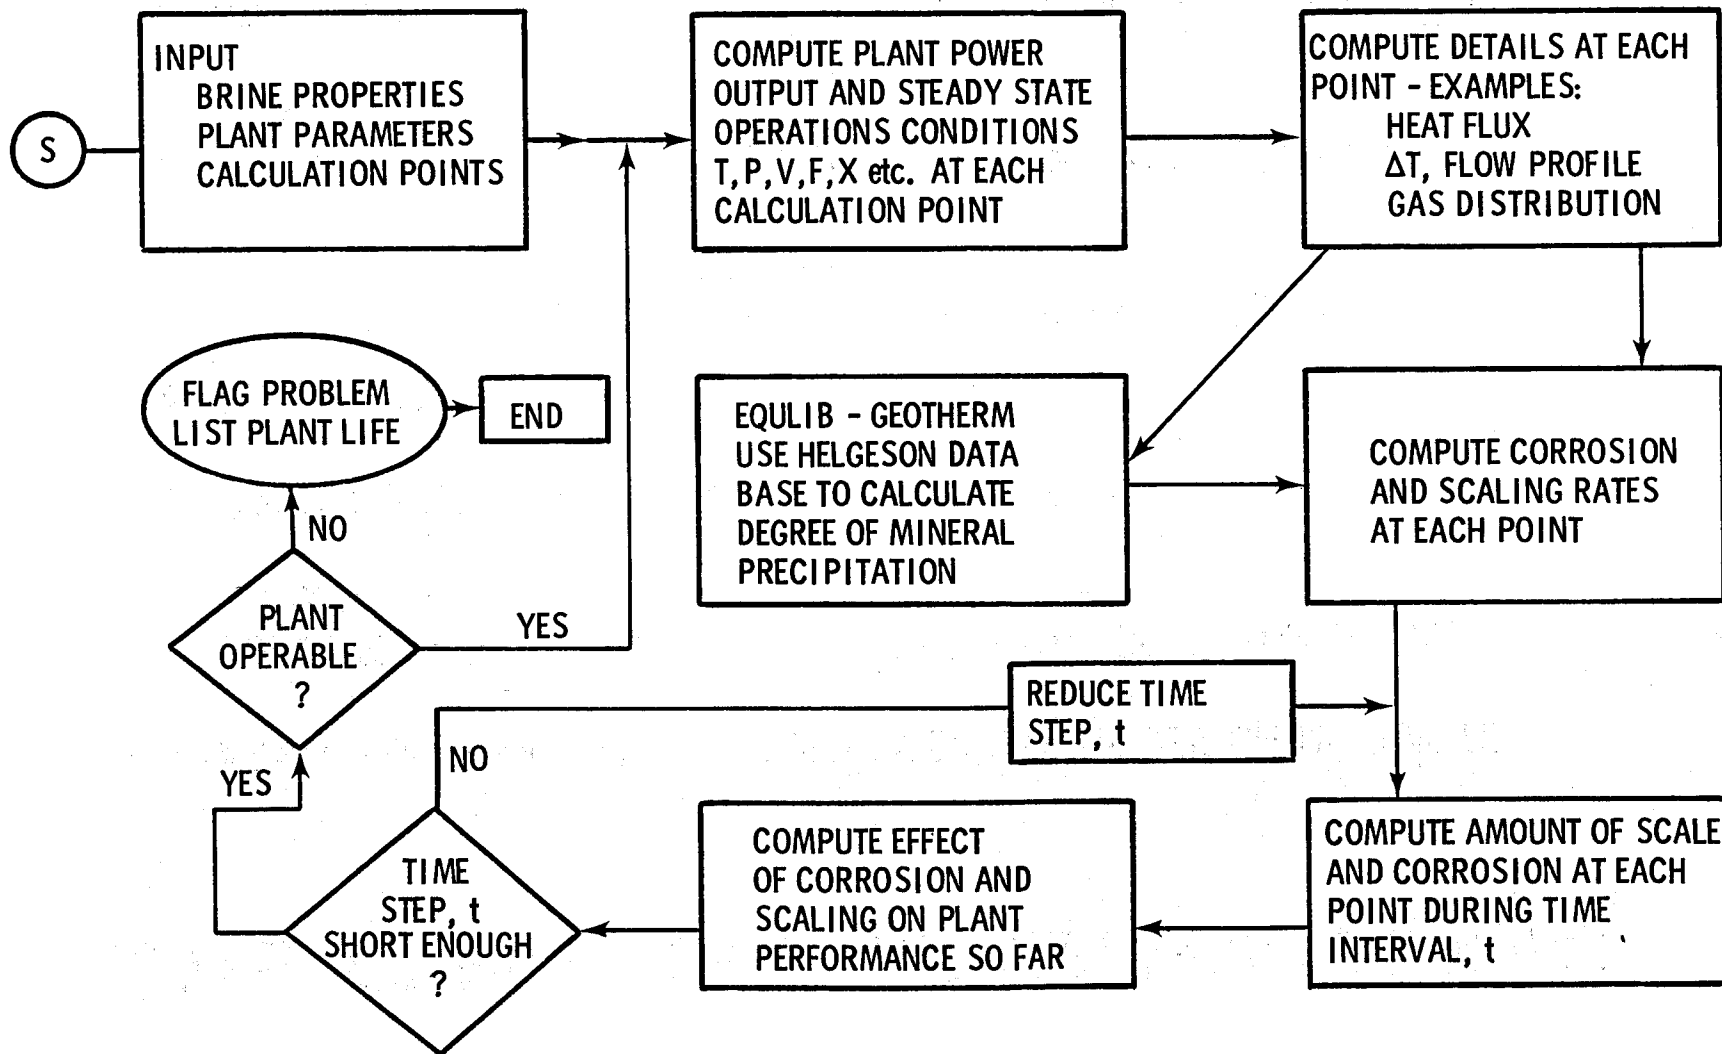 S
INPUT
BRINE PROPERTIES
PLANT PARAMETERS
CALCULATION POINTS
COMPUTE PLANT POWER
OUTPUT AND STEADY STATE
OPERATIONS CONDITIONS
T, P, V, F, X etc. AT EACH
CALCULATION POINT
COMPUTE DETAILS AT EACH
POINT - EXAMPLES:
HEAT FLUX
ΔT, FLOW PROFILE
GAS DISTRIBUTION
FLAG PROBLEM
LIST PLANT LIFE
END
EQULIB - GEOTHERM
USE HELGESON DATA
BASE TO CALCULATE
DEGREE OF MINERAL
PRECIPITATION
COMPUTE CORROSION
AND SCALING RATES
AT EACH POINT
NO
PLANT
OPERABLE
?
YES
REDUCE TIME
STEP, t
YES
NO
TIME
STEP, t
SHORT ENOUGH
?
COMPUTE EFFECT
OF CORROSION AND
SCALING ON PLANT
PERFORMANCE SO FAR
COMPUTE AMOUNT OF SCALE
AND CORROSION AT EACH
POINT DURING TIME
INTERVAL, t